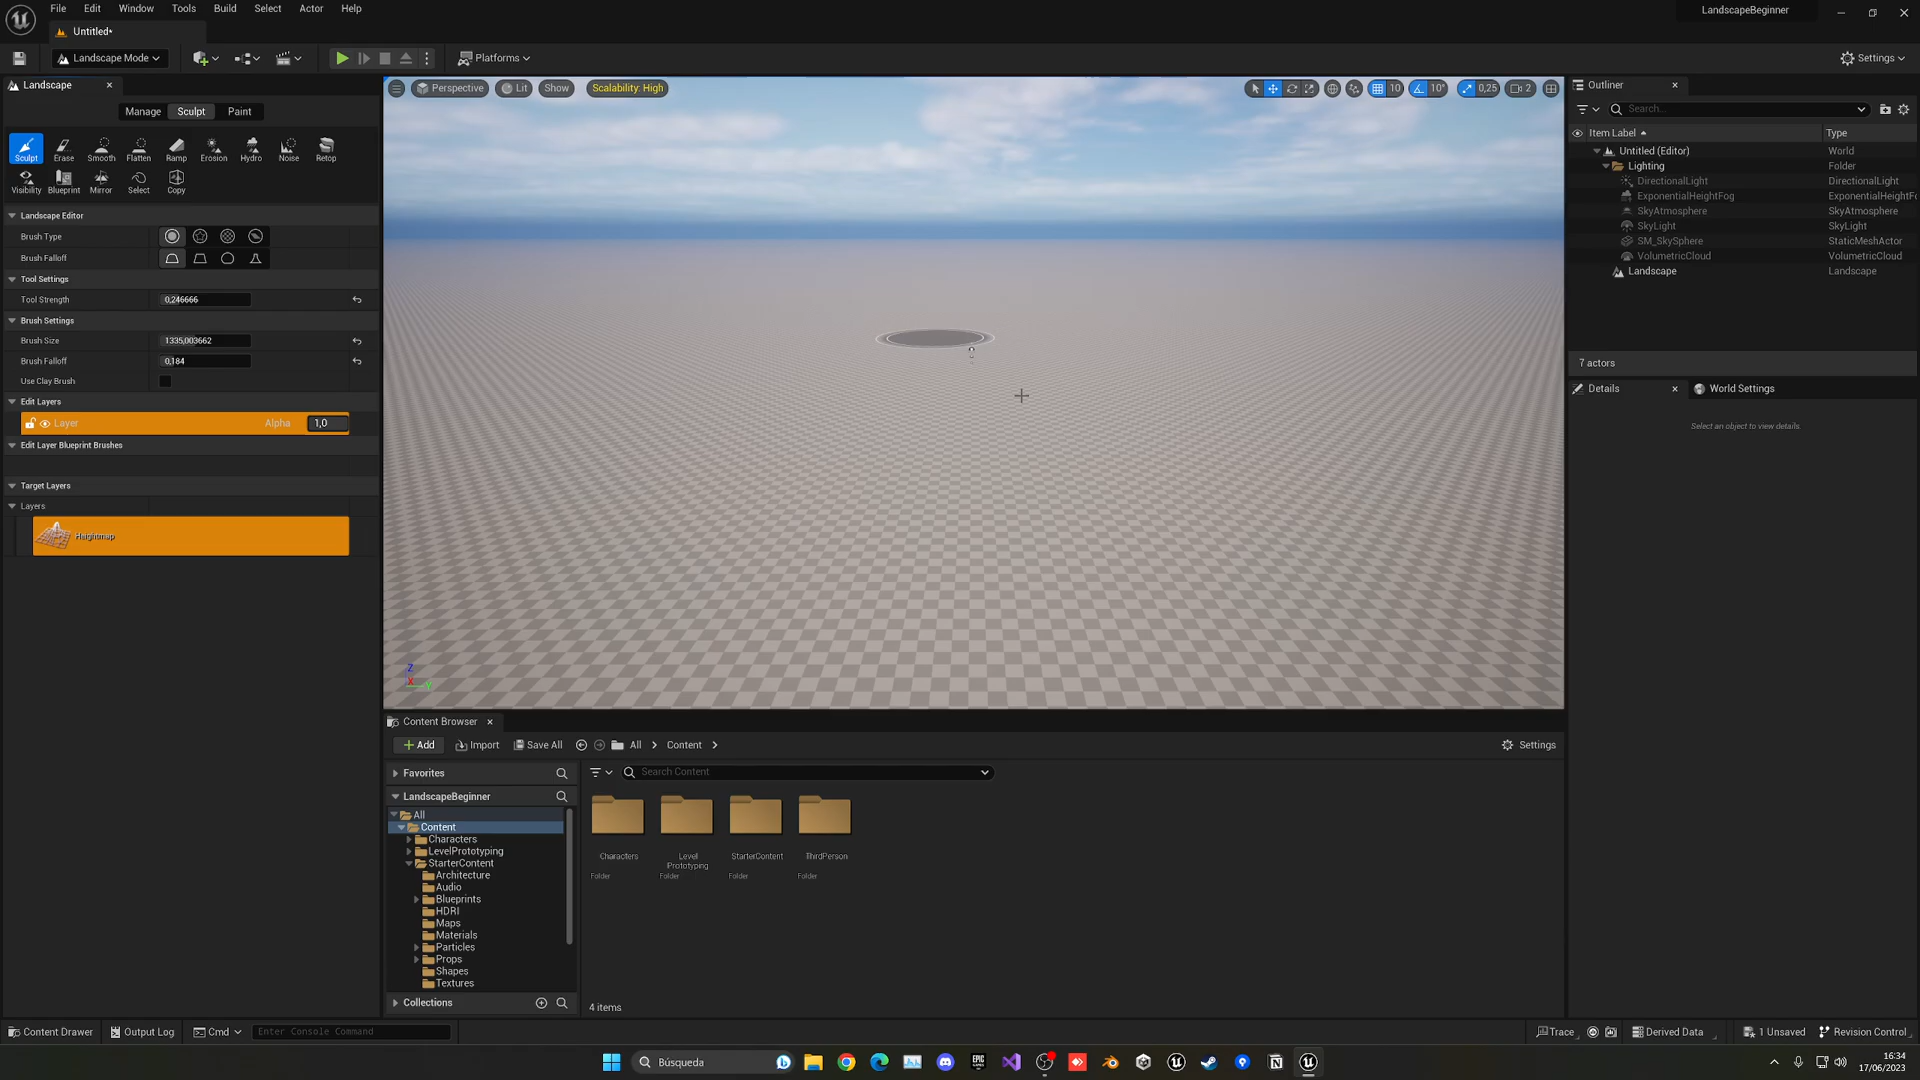 File Edit Window Tools Build Select Actor Help
LandscapeBeginner
Untitled*
Landscape Mode
Platforms
Settings
Landscape
Manage Sculpt Paint
Sculpt Erase Smooth Flatten Ramp Erosion Hydro Noise Retop
Visibility Blueprint Mirror Select Copy
Landscape Editor
Brush Type
Brush Falloff
Tool Settings
Tool Strength 0,246666
Brush Settings
Brush Size 1335,003662
Brush Falloff 0,184
Use Clay Brush
Edit Layers
Layer Alpha 1,0
Edit Layer Blueprint Brushes
Target Layers
Layers
Heightmap
Perspective Lit Show Scalability: High
10 10° 0,25 2
Z
X
Y
Outliner
Search...
Item Label Type
Untitled (Editor) World
Lighting Folder
DirectionalLight DirectionalLight
ExponentialHeightFog ExponentialHeightFo
SkyAtmosphere SkyAtmosphere
SkyLight SkyLight
SM_SkySphere StaticMeshActor
VolumetricCloud VolumetricCloud
Landscape Landscape
7 actors
Details World Settings
Select an object to view details.
Content Browser
Add Import Save All All Content Settings
Favorites
LandscapeBeginner
All
Content
Characters
LevelPrototyping
StarterContent
Architecture
Audio
Blueprints
HDRI
Maps
Materials
Particles
Props
Shapes
Textures
Collections
Search Content
Characters
Folder
Level
Prototyping
Folder
StarterContent
Folder
ThirdPerson
Folder
4 items
Content Drawer Output Log Cmd Enter Console Command
Trace Derived Data 1 Unsaved Revision Control
Búsqueda
EPIC GAMES
16:34
17/06/2023